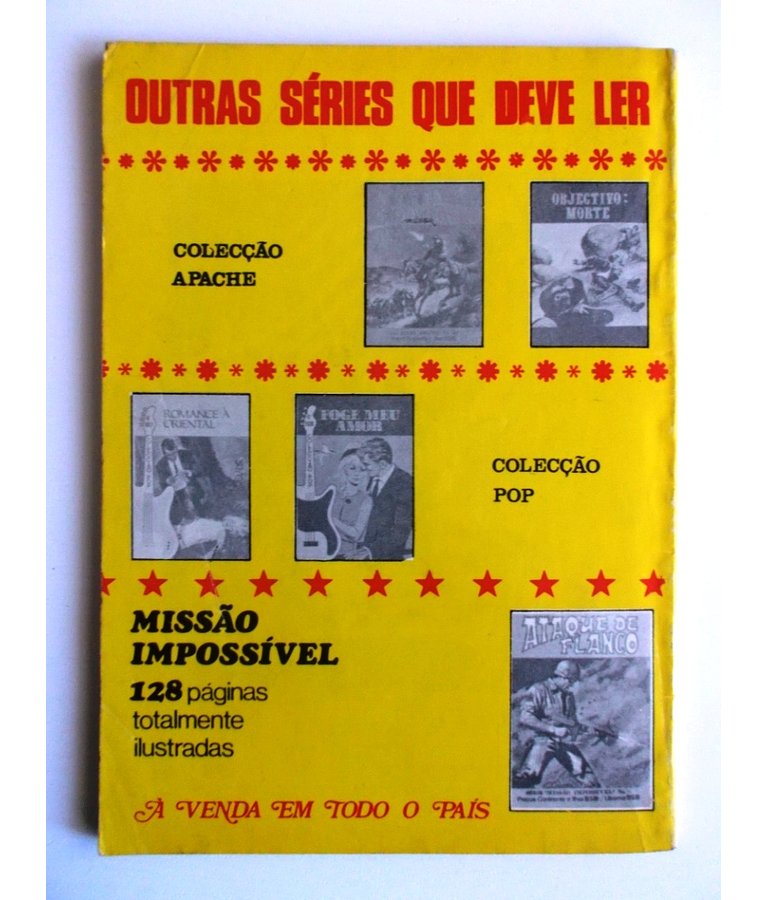 OUTRAS SÉRIES QUE DEVE LER
COLECÇÃO
APACHE
OBJECTIVO:
MORTE
ROMANCE À
ORIENTAL
FOGE MEU
AMOR
COLECÇÃO
POP
MISSÃO
IMPOSSÍVEL
128 páginas
totalmente
ilustradas
ATAQUE DE
FLANCO
À VENDA EM TODO O PAÍS